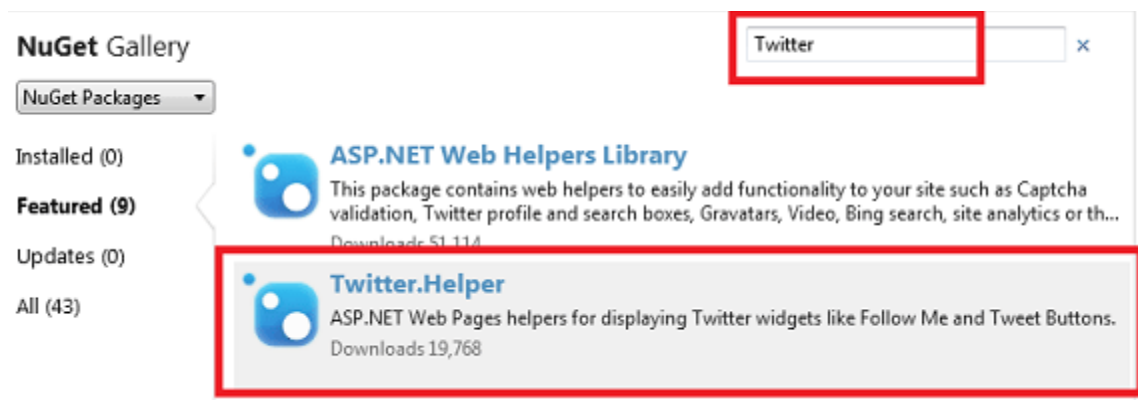 NuGet Gallery
Twitter ×
NuGet Packages
Installed (0)
Featured (9)
Updates (0)
All (43)
ASP.NET Web Helpers Library
This package contains web helpers to easily add functionality to your site such as Captcha
validation, Twitter profile and search boxes, Gravatars, Video, Bing search, site analytics or th...
Downloads 51,114
Twitter.Helper
ASP.NET Web Pages helpers for displaying Twitter widgets like Follow Me and Tweet Buttons.
Downloads 19,768